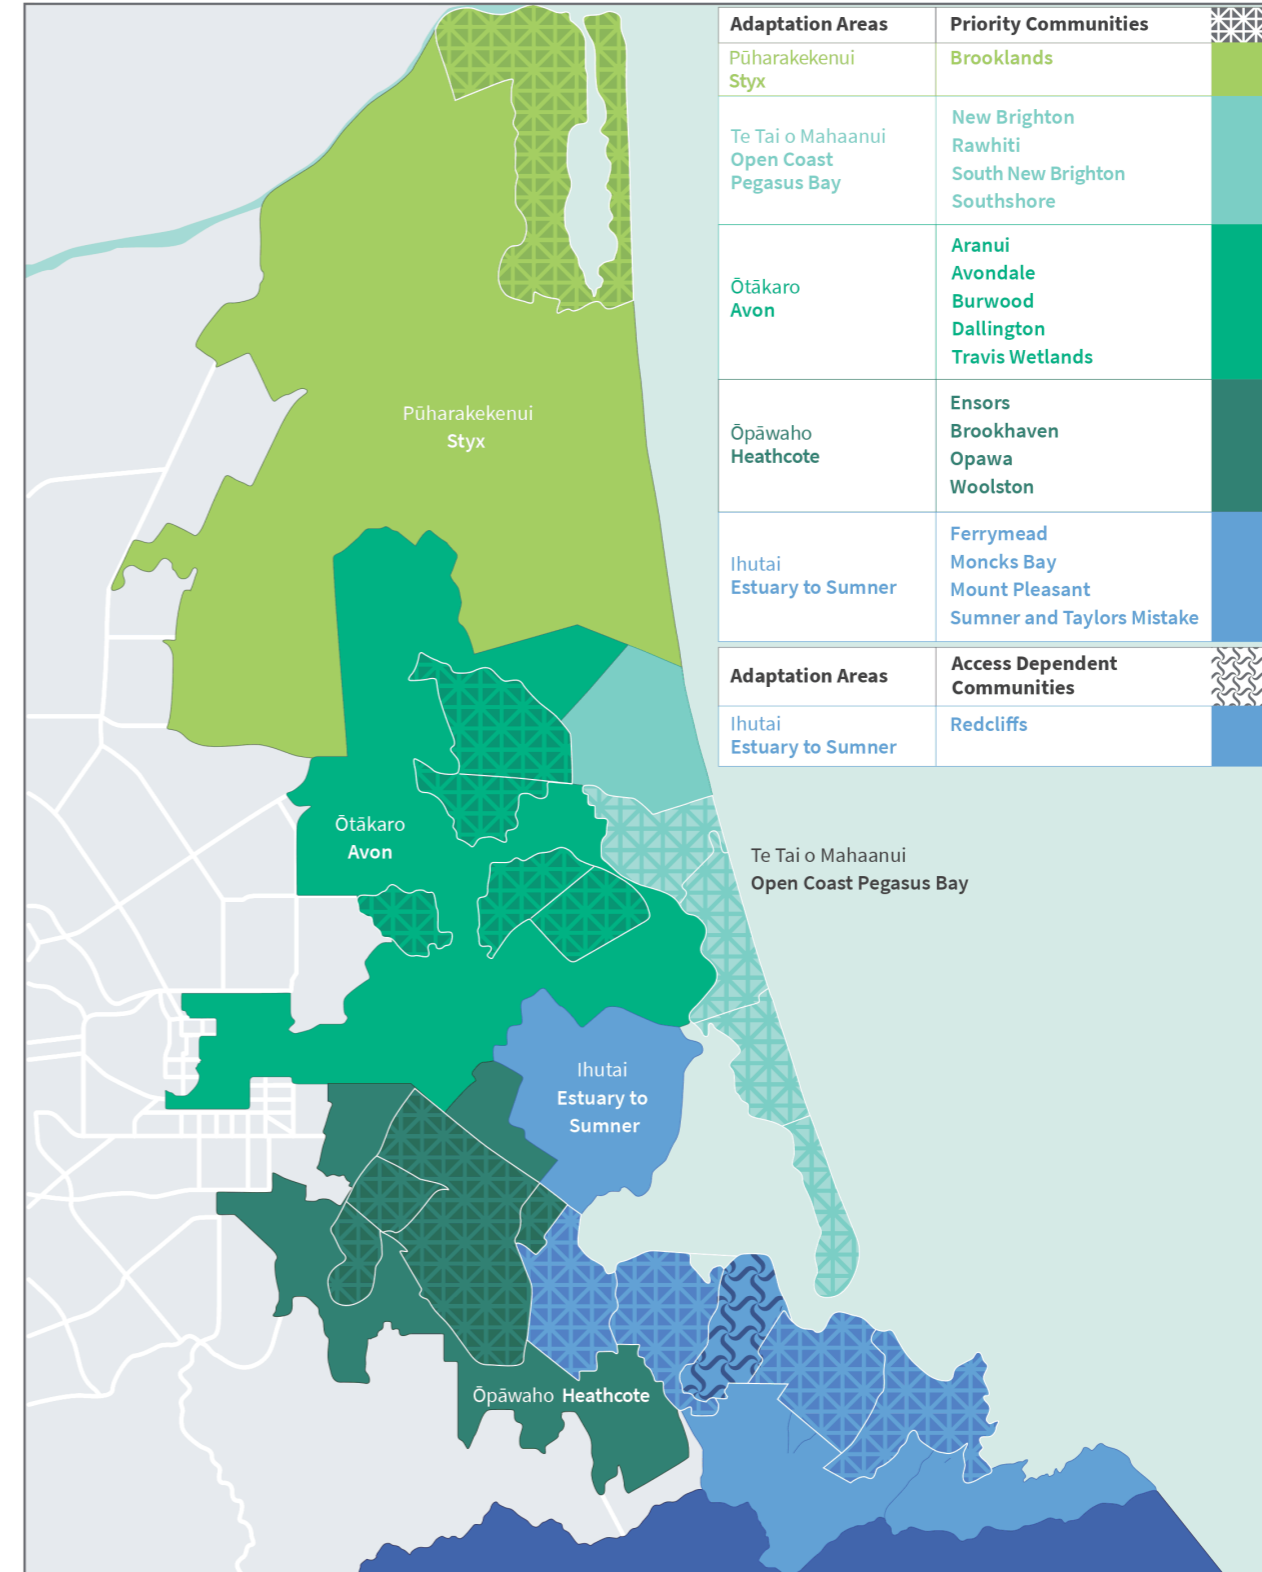 Adaptation Areas
Priority Communities
Pūharakekenui
Styx
Brooklands
Te Tai o Mahaanui
Open Coast
Pegasus Bay
New Brighton
Rawhiti
South New Brighton
Southshore
Ōtākaro
Avon
Aranui
Avondale
Burwood
Dallington
Travis Wetlands
Ōpāwaho
Heathcote
Ensors
Brookhaven
Opawa
Woolston
Ihutai
Estuary to Sumner
Ferrymead
Moncks Bay
Mount Pleasant
Sumner and Taylors Mistake
Adaptation Areas
Access Dependent
Communities
Ihutai
Estuary to Sumner
Redcliffs
Pūharakekenui
Styx
Ōtākaro
Avon
Te Tai o Mahaanui
Open Coast Pegasus Bay
Ihutai
Estuary to
Sumner
Ōpāwaho Heathcote